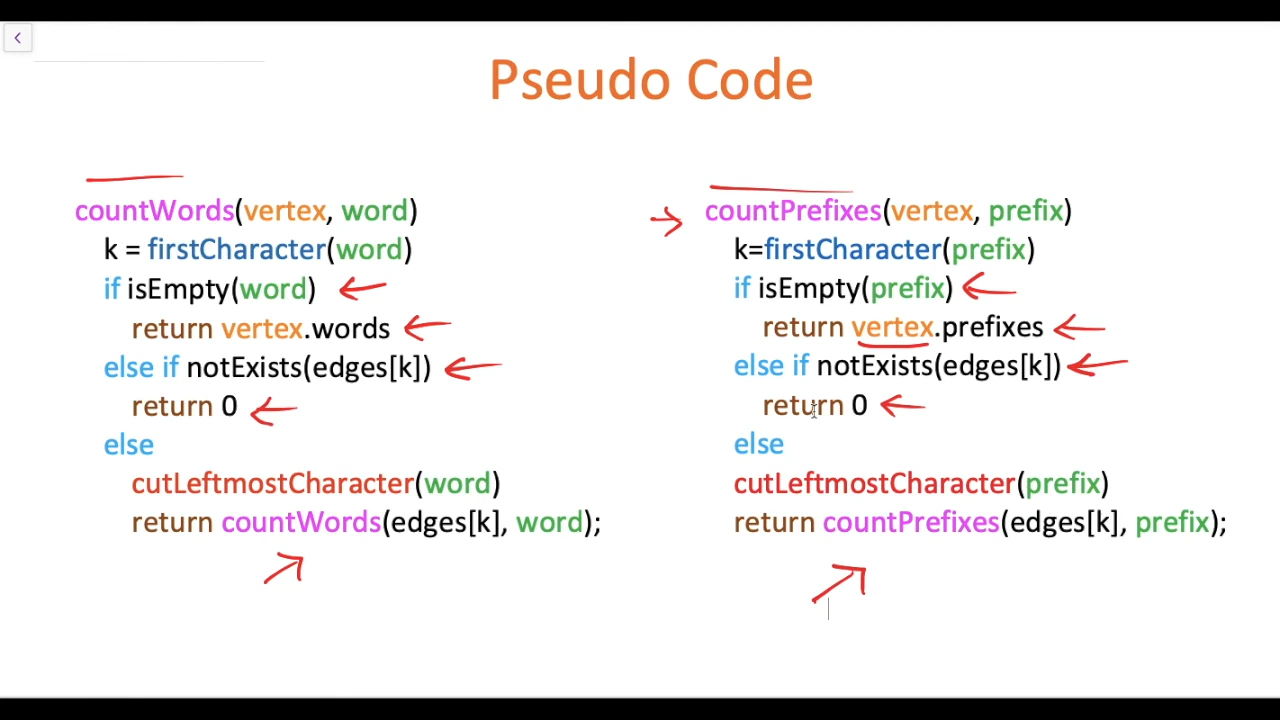 Pseudo Code
countWords(vertex, word)
k = firstCharacter(word)
if isEmpty(word)
return vertex.words
else if notExists(edges[k])
return 0
else
cutLeftmostCharacter(word)
return countWords(edges[k], word);
countPrefixes(vertex, prefix)
k=firstCharacter(prefix)
if isEmpty(prefix)
return vertex.prefixes
else if notExists(edges[k])
return 0
else
cutLeftmostCharacter(prefix)
return countPrefixes(edges[k], prefix);